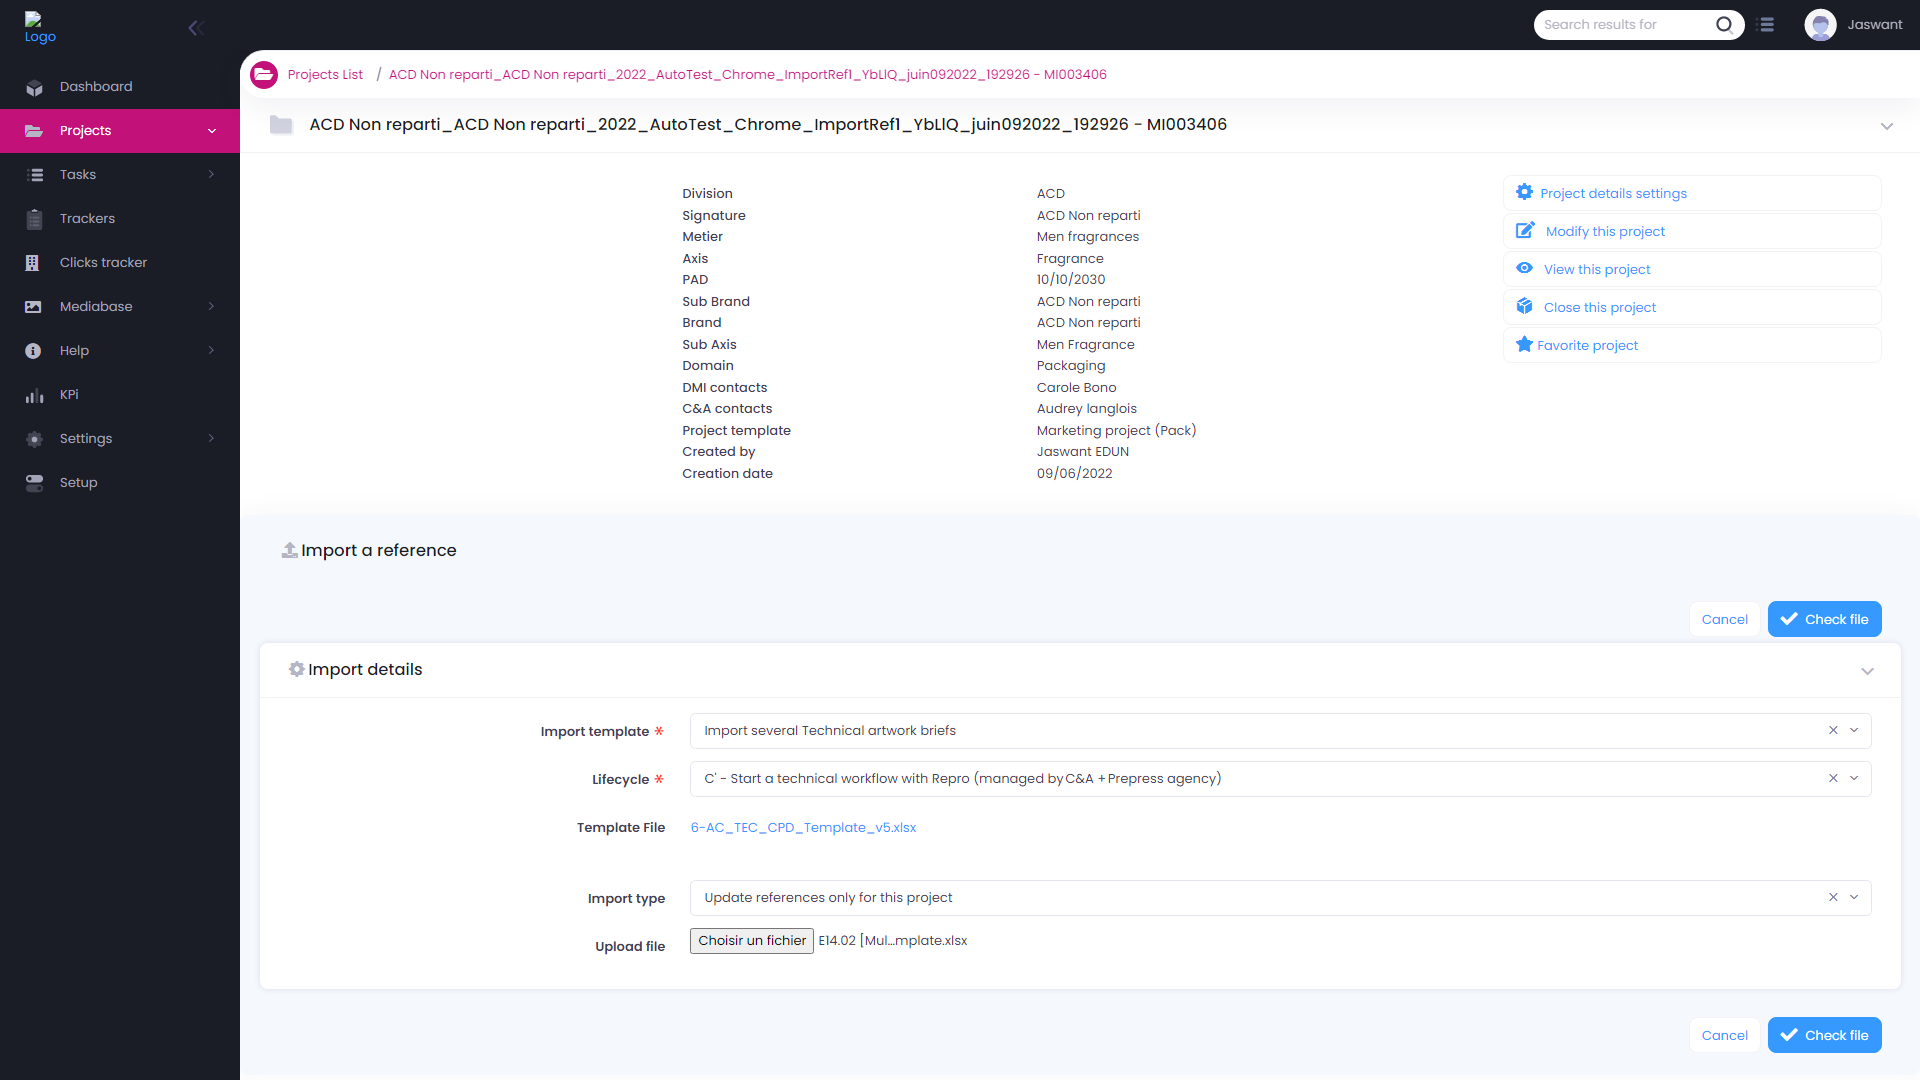 Logo
Search results for
Jaswant
Dashboard
Projects
Tasks
Trackers
Clicks tracker
Mediabase
Help
KPi
Settings
Setup
Projects List / ACD Non reparti_ACD Non reparti_2022_AutoTest_Chrome_ImportRef1_YbLlQ_juin092022_192926 - MI003406
ACD Non reparti_ACD Non reparti_2022_AutoTest_Chrome_ImportRef1_YbLlQ_juin092022_192926 - MI003406
Division ACD
Signature ACD Non reparti
Metier Men fragrances
Axis Fragrance
PAD 10/10/2030
Sub Brand ACD Non reparti
Brand ACD Non reparti
Sub Axis Men Fragrance
Domain Packaging
DMI contacts Carole Bono
C&A contacts Audrey langlois
Project template Marketing project (Pack)
Created by Jaswant EDUN
Creation date 09/06/2022
Project details settings
Modify this project
View this project
Close this project
Favorite project
Import a reference
Cancel Check file
Import details
Import template * Import several Technical artwork briefs
Lifecycle * C' - Start a technical workflow with Repro (managed by C&A + Prepress agency)
Template File 6-AC_TEC_CPD_Template_v5.xlsx
Import type Update references only for this project
Upload file Choisir un fichier E14.02 [Mul...mplate.xlsx
Cancel Check file